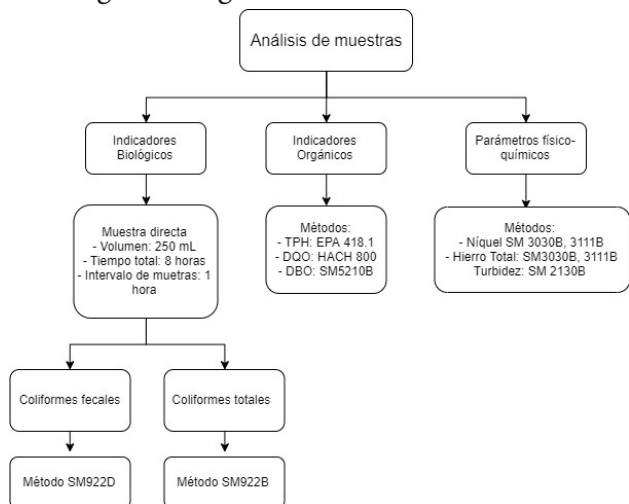 Análisis de muestras
Indicadores
Biológicos
Indicadores
Orgánicos
Parámetros físico-
químicos
Muestra directa
- Volumen: 250 mL
- Tiempo total: 8 horas
- Intervalo de muetras: 1
hora
Métodos:
- TPH: EPA 418.1
- DQO: HACH 800
- DBO: SM5210B
Métodos:
- Níquel SM 3030B, 3111B
- Hierro Total: SM3030B, 3111B
Turbidez: SM 2130B
Coliformes fecales
Coliformes totales
Método SM922D
Método SM922B